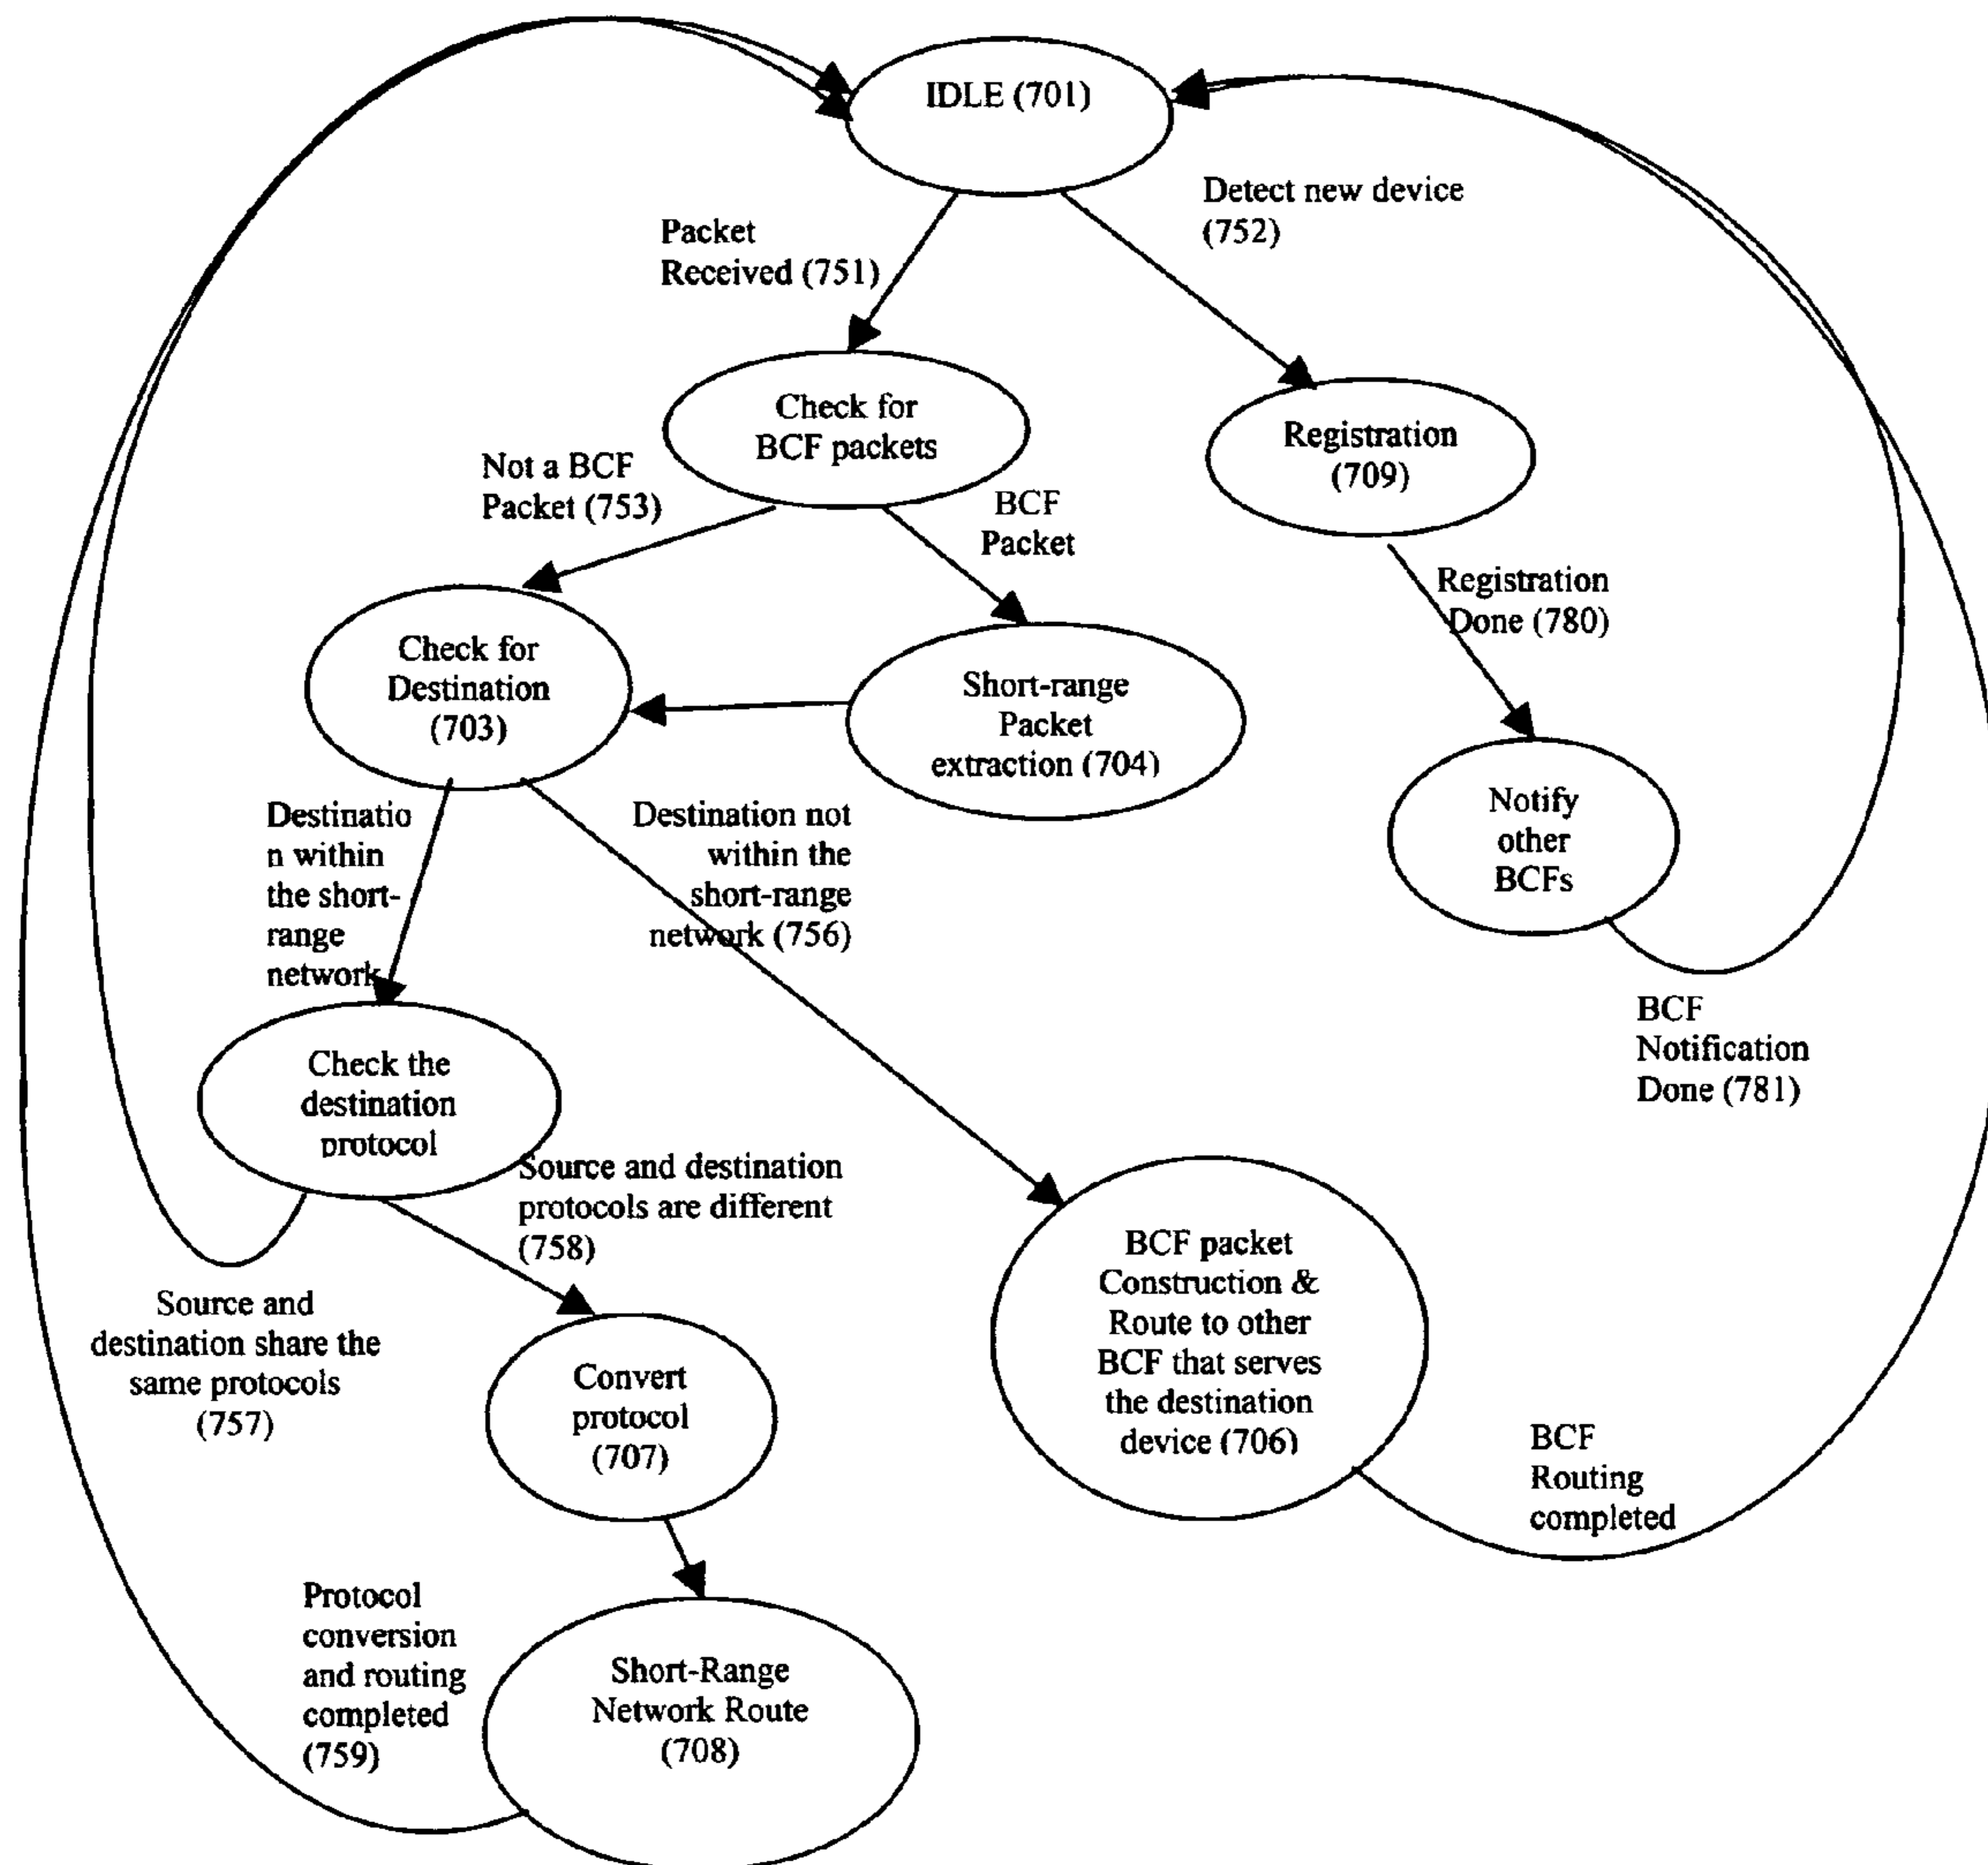 IDLE (701)
Detect new device
(752)
Packet
Received (751)
Check for
BCF packets
Registration
(709)
Not a BCF
Packet (753)
BCF
Packet
Registration
Done (780)
Check for
Destination
(703)
Short-range
Packet
extraction (704)
Notify
other
BCFs
Destinatio
n within
the short-
range
network
Destination not
within the
short-range
network (756)
BCF
Notification
Done (781)
Check the
destination
protocol
Source and destination
protocols are different
(758)
BCF packet
Construction &
Route to other
BCF that serves
the destination
device (706)
Source and
destination share the
same protocols
(757)
Convert
protocol
(707)
BCF
Routing
completed
Protocol
conversion
and routing
completed
(759)
Short-Range
Network Route
(708)